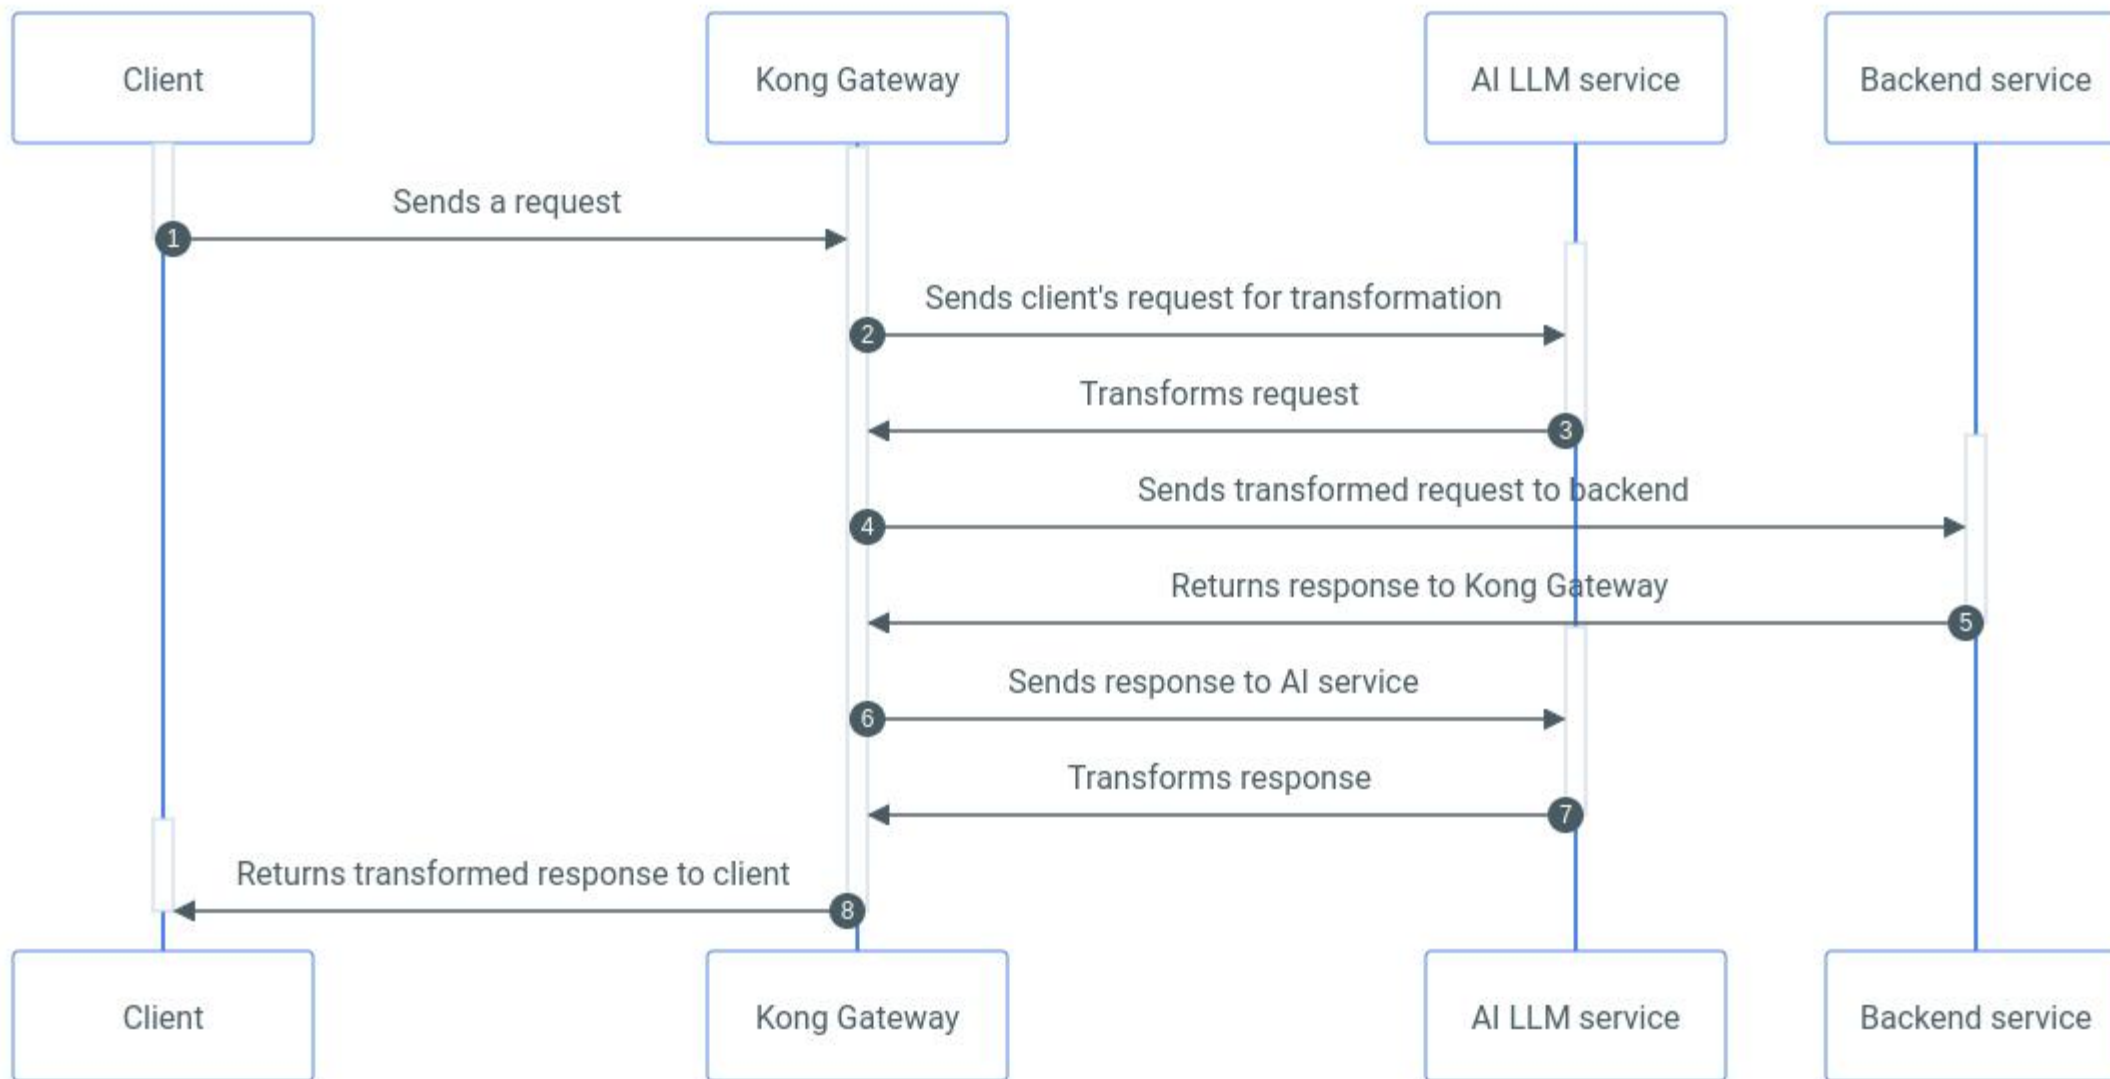 Client
Kong Gateway
AI LLM service
Backend service
Sends a request
1
Sends client's request for transformation
2
Transforms request
3
Sends transformed request to backend
4
Returns response to Kong Gateway
5
Sends response to AI service
6
Transforms response
7
Returns transformed response to client
8
Client
Kong Gateway
AI LLM service
Backend service